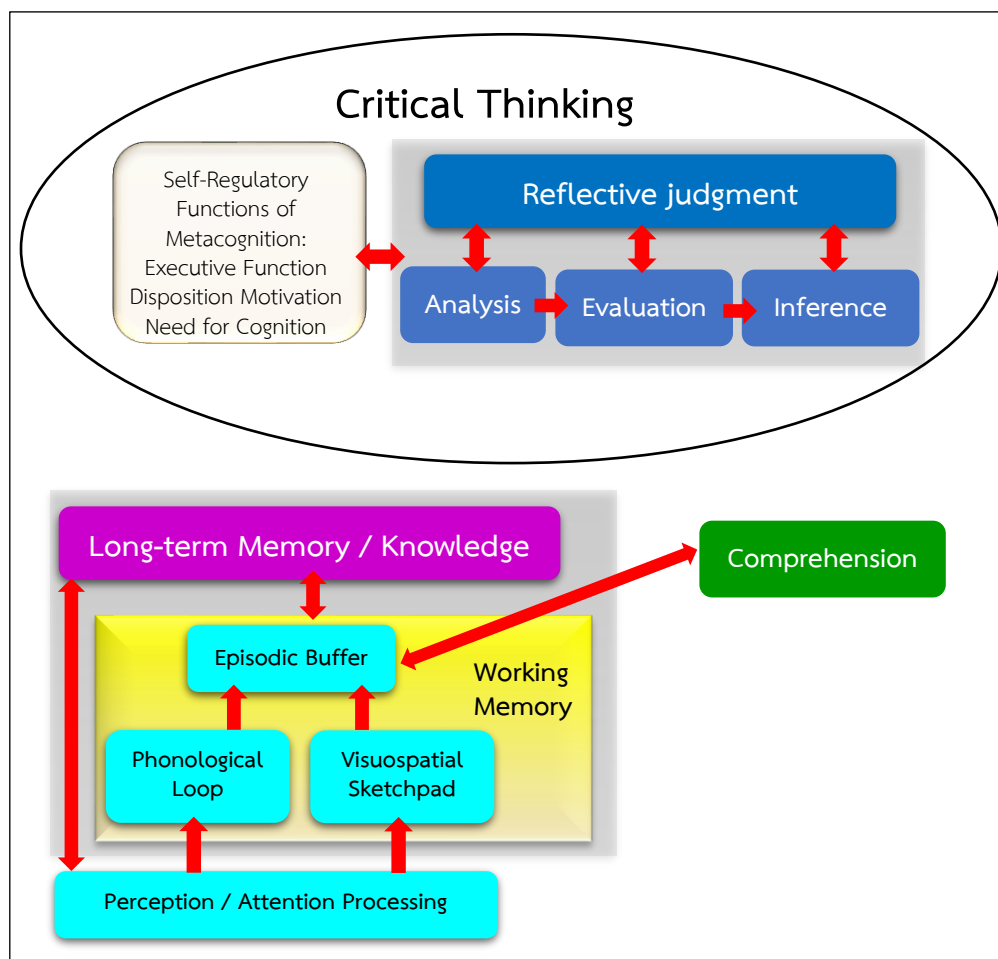 Critical Thinking
Self-Regulatory
Functions of
Metacognition:
Executive Function
Disposition Motivation
Need for Cognition
Reflective judgment
Analysis
Evaluation
Inference
Long-term Memory / Knowledge
Comprehension
Episodic Buffer
Working
Memory
Phonological
Loop
Visuospatial
Sketchpad
Perception / Attention Processing